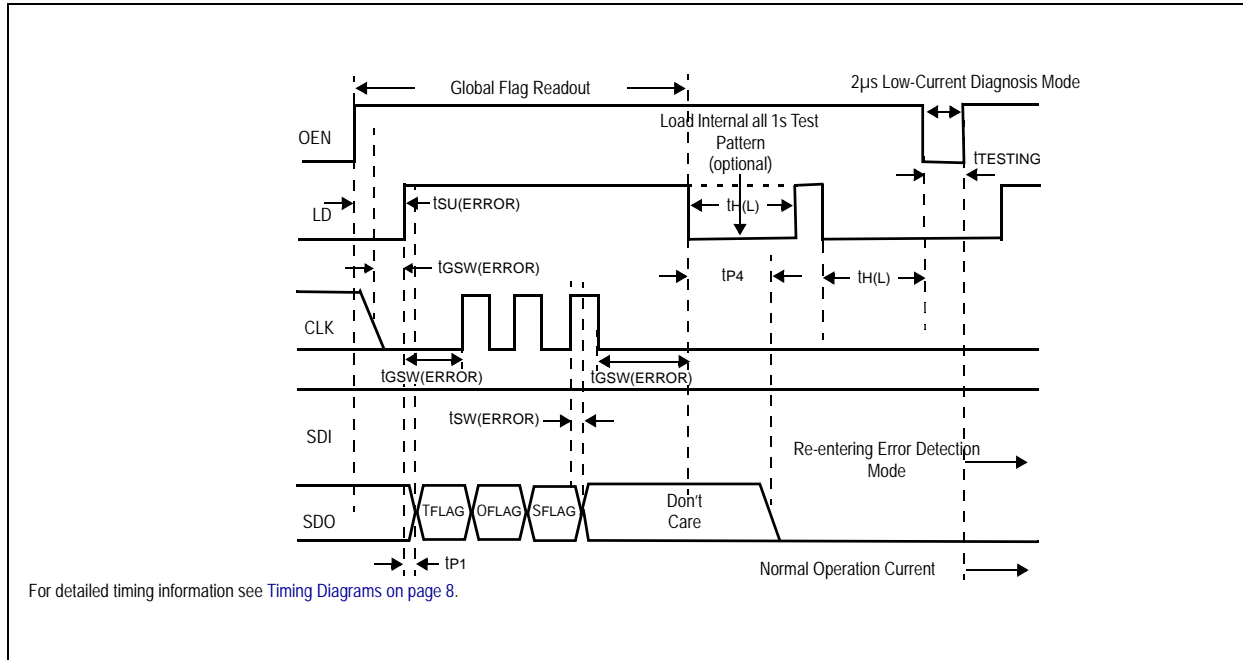 Global Flag Readout
2µs Low-Current Diagnosis Mode
OEN
Load Internal all 1s Test
Pattern
(optional)
tTESTING
LD
tSU(ERROR)
tH(L)
tGSW(ERROR)
tP4
tH(L)
CLK
tGSW(ERROR)
tGSW(ERROR)
tSW(ERROR)
SDI
Re-entering Error Detection
Mode
SDO
TFLAG
OFLAG
SFLAG
Don't
Care
tP1
Normal Operation Current
For detailed timing information see Timing Diagrams on page 8.